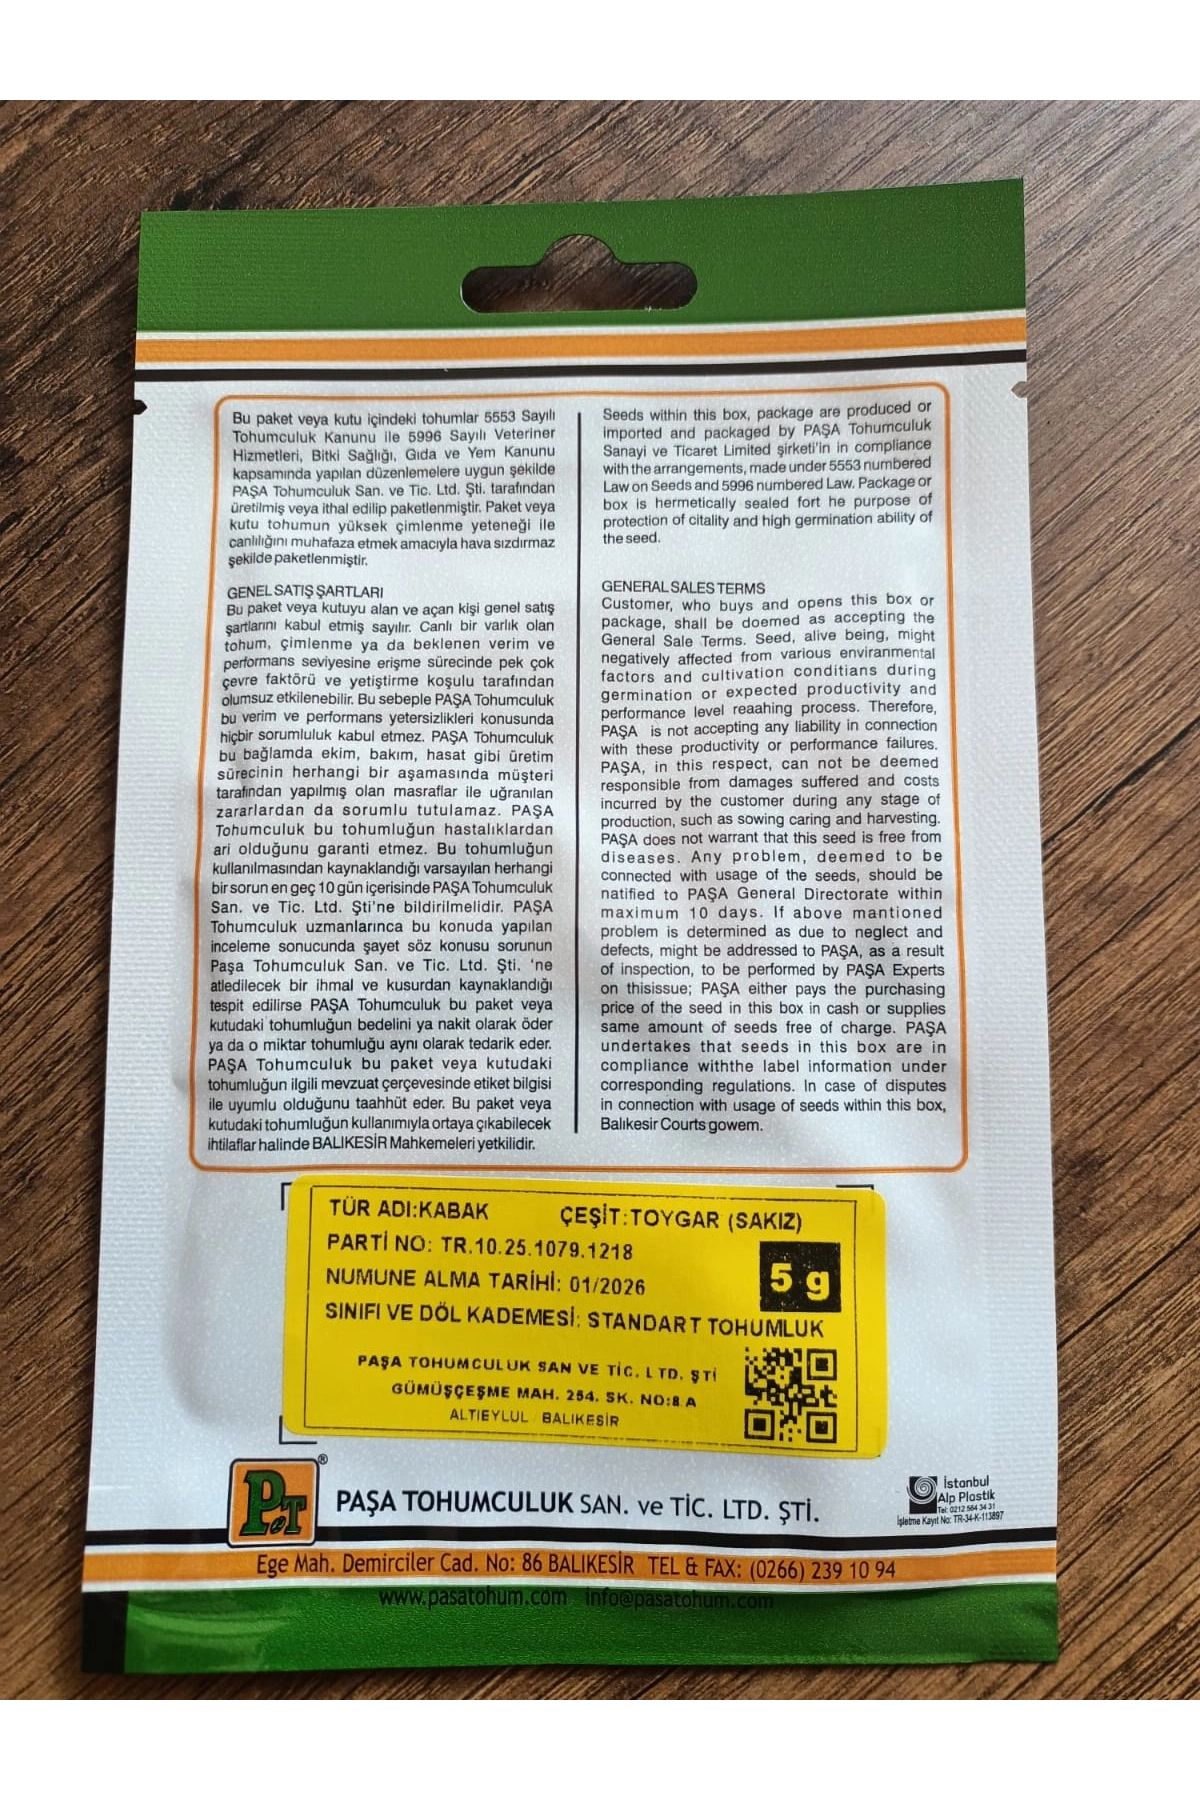 Bu paket veya kutu içindeki tohumlar 5553 Sayılı
Tohumculuk Kanunu ile 5996 Sayılı Veteriner
Hizmetleri, Bitki Sağlığı, Gıda ve Yem Kanunu
kapsamında yapılan düzenlemelere uygun şekilde
PAŞA Tohumculuk San. ve Tic. Ltd. Şti. tarafından
üretilmiş veya ithal edilip paketlenmiştir. Paket veya
kutu tohumun yüksek çimlenme yeteneği ile
canlılığını muhafaza etmek amacıyla hava sızdırmaz
şekilde paketlenmiştir.
GENEL SATIŞ ŞARTLARI
Bu paket veya kutuyu alan ve açan kişi genel satış
şartlarını kabul etmiş sayılır. Canlı bir varlık olan
tohum, çimlenme ya da beklenen verim ve
performans seviyesine erişme sürecinde pek çok
çevre faktörü ve yetiştirme koşulu tarafından
olumsuz etkilenebilir. Bu sebeple PAŞA Tohumculuk
bu verim ve performans yetersizlikleri konusunda
hiçbir sorumluluk kabul etmez. PAŞA Tohumculuk
bu bağlamda ekim, bakım, hasat gibi üretim
sürecinin herhangi bir aşamasında müşteri
tarafından yapılmış olan masraflar ile uğranılan
zararlardan da sorumlu tutulamaz. PAŞA
Tohumculuk bu tohumluğun hastalıklardan
ari olduğunu garanti etmez. Bu tohumluğun
kullanılmasından kaynaklandığı varsayılan herhangi
bir sorun en geç 10 gün içerisinde PAŞA Tohumculuk
San. ve Tic. Ltd. Şti'ne bildirilmelidir. PAŞA
Tohumculuk uzmanlarınca bu konuda yapılan
inceleme sonucunda şayet söz konusu sorunun
Paşa Tohumculuk San. ve Tic. Ltd. Şti. 'ne
atledilecek bir ihmal ve kusurdan kaynaklandığı
tespit edilirse PAŞA Tohumculuk bu paket veya
kutudaki tohumluğun bedelini ya nakit olarak öder
ya da o miktar tohumluğu aynı olarak tedarik eder.
PAŞA Tohumculuk bu paket veya kutudaki
tohumluğun ilgili mevzuat çerçevesinde etiket bilgisi
ile uyumlu olduğunu taahhüt eder. Bu paket veya
kutudaki tohumluğun kullanımıyla ortaya çıkabilecek
ihtilaflar halinde BALIKESİR Mahkemeleri yetkilidir.
Seeds within this box, package are produced or
imported and packaged by PAŞA Tohumculuk
Sanayi ve Ticaret Limited şirketi'in in compliance
with the arrangements, made under 5553 numbered
Law on Seeds and 5996 numbered Law. Package or
box is hermetically sealed fort he purpose of
protection of citality and high germination ability of
the seed.
GENERAL SALES TERMS
Customer, who buys and opens this box or
package, shall be doemed as accepting the
General Sale Terms. Seed, alive being, might
negatively affected from various enviranmental
factors and cultivation conditians during
germination or expected productivity and
performance level reaahing process. Therefore,
PAŞA is not accepting any liability in connection
with these productivity or performance failures.
PAŞA, in this respect, can not be deemed
responsible from damages suffered and costs
incurred by the customer during any stage of
production, such as sowing caring and harvesting.
PAŞA does not warrant that this seed is free from
diseases. Any problem, deemed to be
connected with usage of the seeds, should be
natified to PAŞA General Directorate within
maximum 10 days. If above mantioned
problem is determined as due to neglect and
defects, might be addressed to PAŞA, as a result
of inspection, to be performed by PAŞA Experts
on thisissue; PAŞA either pays the purchasing
price of the seed in this box in cash or supplies
same amount of seeds free of charge. PAŞA
undertakes that seeds in this box are in
compliance withthe label information under
corresponding regulations. In case of disputes
in connection with usage of seeds within this box,
Balıkesir Courts gowem.
TÜR ADI:KABAK ÇEŞİT:TOYGAR (SAKIZ)
PARTİ NO: TR.10.25.1079.1218
NUMUNE ALMA TARİHİ: 01/2026
5 g
SINIFI VE DÖL KADEMESİ: STANDART TOHUMLUK
PAŞA TOHUMCULUK SAN VE TİC. LTD. ŞTİ
GÜMÜŞÇEŞME MAH. 254. SK. NO:8 A
ALTIEYLUL BALIKESİR
PeT ®
PAŞA TOHUMCULUK SAN. ve TİC. LTD. ŞTİ.
İstanbul
Alp Plastik
Tel: 0212 564 34 31
İşletme Kayıt No: TR-34-K-113897
Ege Mah. Demirciler Cad. No: 86 BALIKESİR TEL & FAX: (0266) 239 10 94
www.pasatohum.com info@pasatohum.com